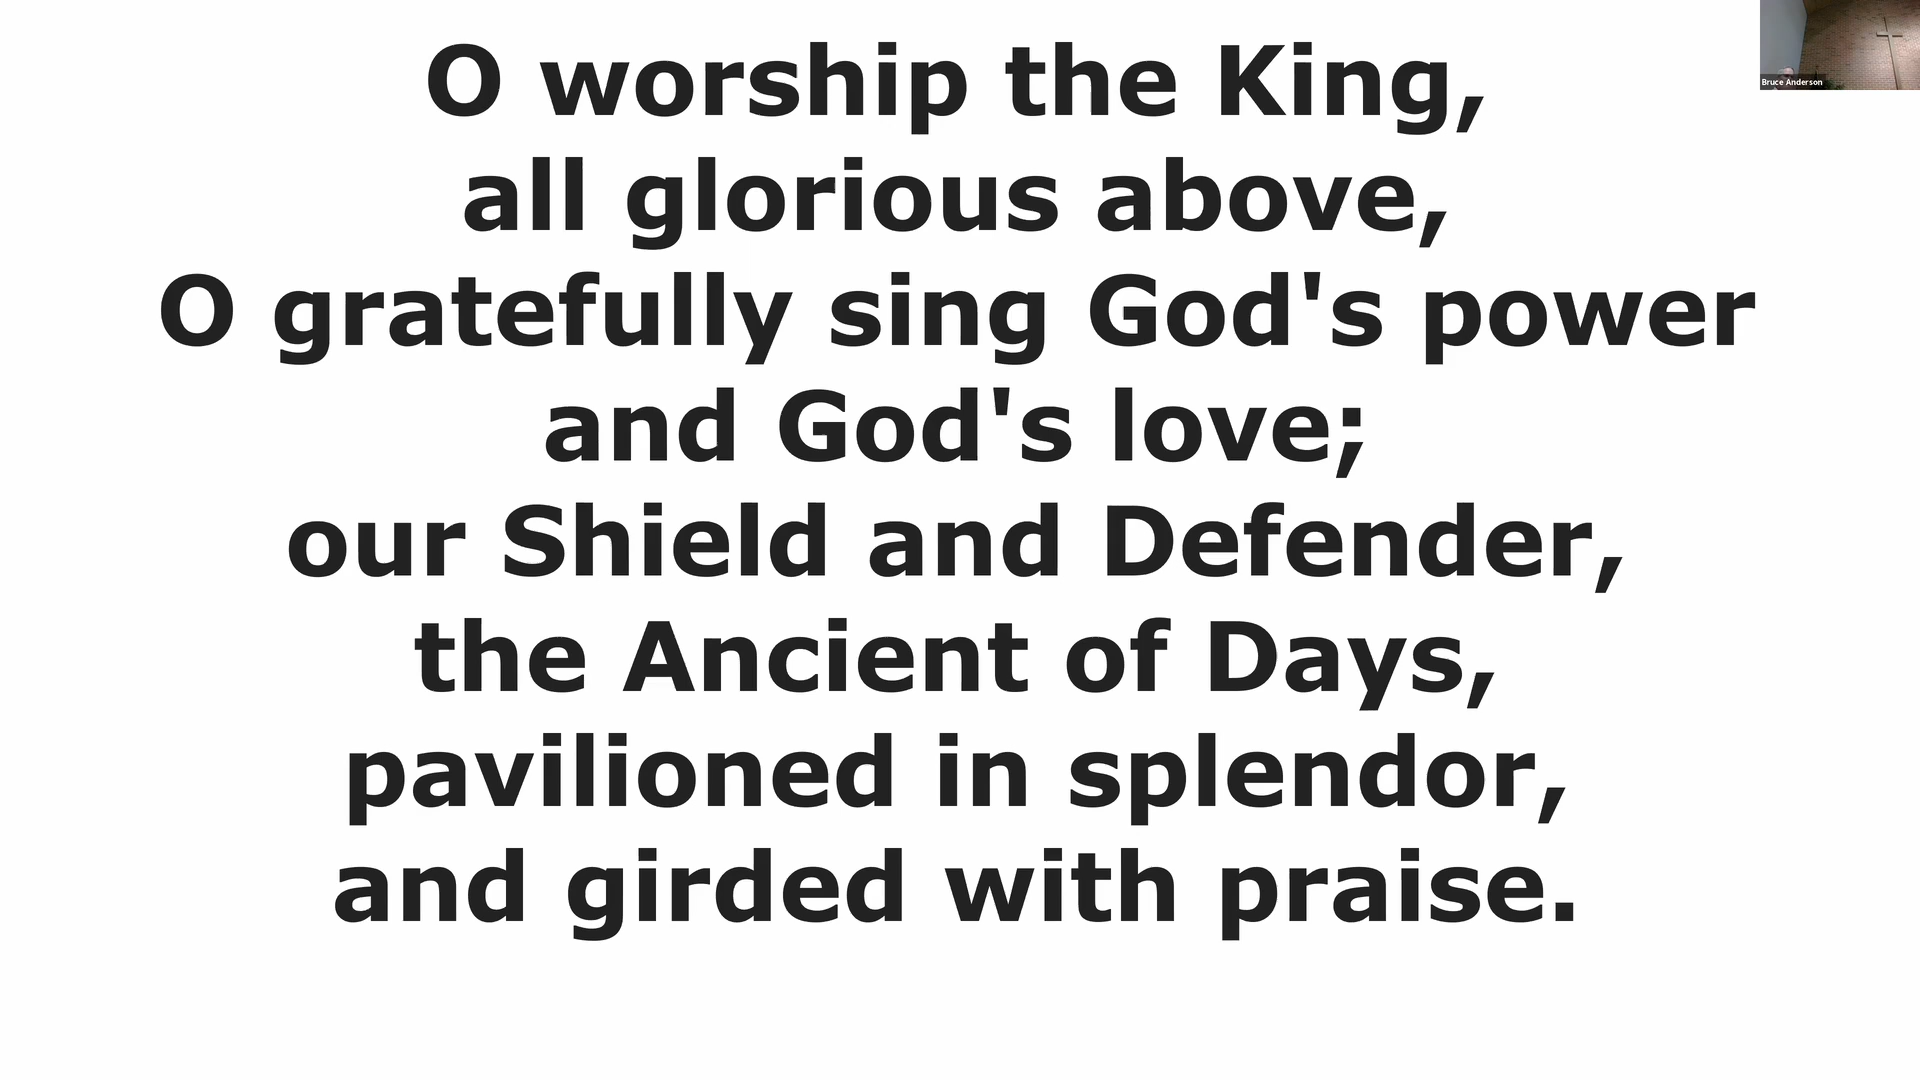 O worship the King,
all glorious above,
O gratefully sing God's power
and God's love;
our Shield and Defender,
the Ancient of Days,
pavilioned in splendor,
and girded with praise.
Bruce Anderson